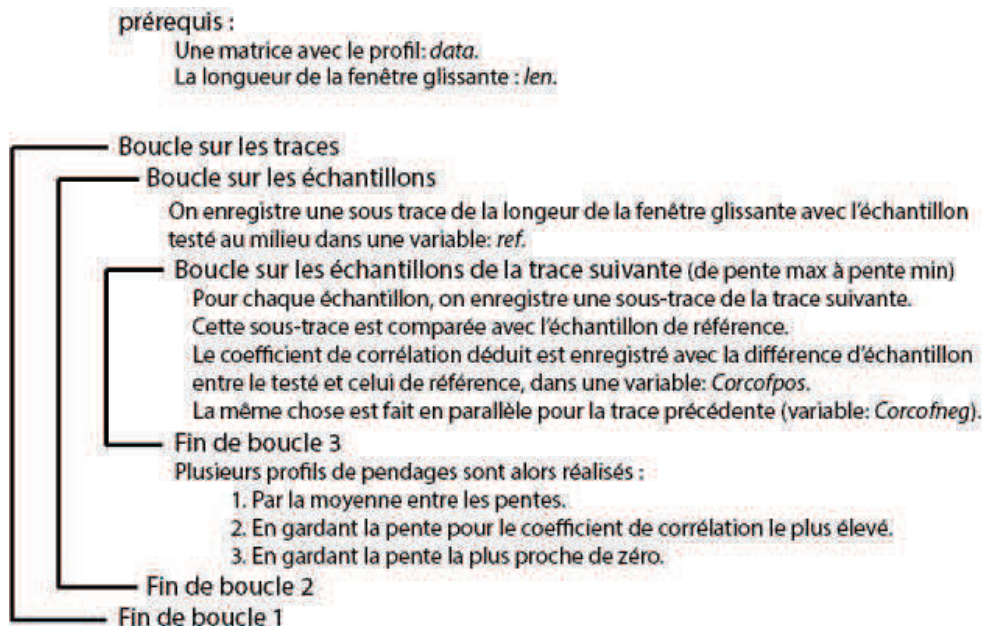 prérequis :
Une matrice avec le profil: data.
La longueur de la fenêtre glissante : len.
Boucle sur les traces
Boucle sur les échantillons
On enregistre une sous trace de la longeur de la fenêtre glissante avec l'échantillon
testé au milieu dans une variable: ref.
Boucle sur les échantillons de la trace suivante (de pente max à pente min)
Pour chaque échantillon, on enregistre une sous-trace de la trace suivante.
Cette sous-trace est comparée avec l'échantillon de référence.
Le coefficient de corrélation déduit est enregistré avec la différence d'échantillon
entre le testé et celui de référence, dans une variable: Corcofpos.
La même chose est fait en parallèle pour la trace précédente (variable: Corcofneg).
Fin de boucle 3
Plusieurs profils de pendages sont alors réalisés :
1. Par la moyenne entre les pentes.
2. En gardant la pente pour le coefficient de corrélation le plus élevé.
3. En gardant la pente la plus proche de zéro.
Fin de boucle 2
Fin de boucle 1